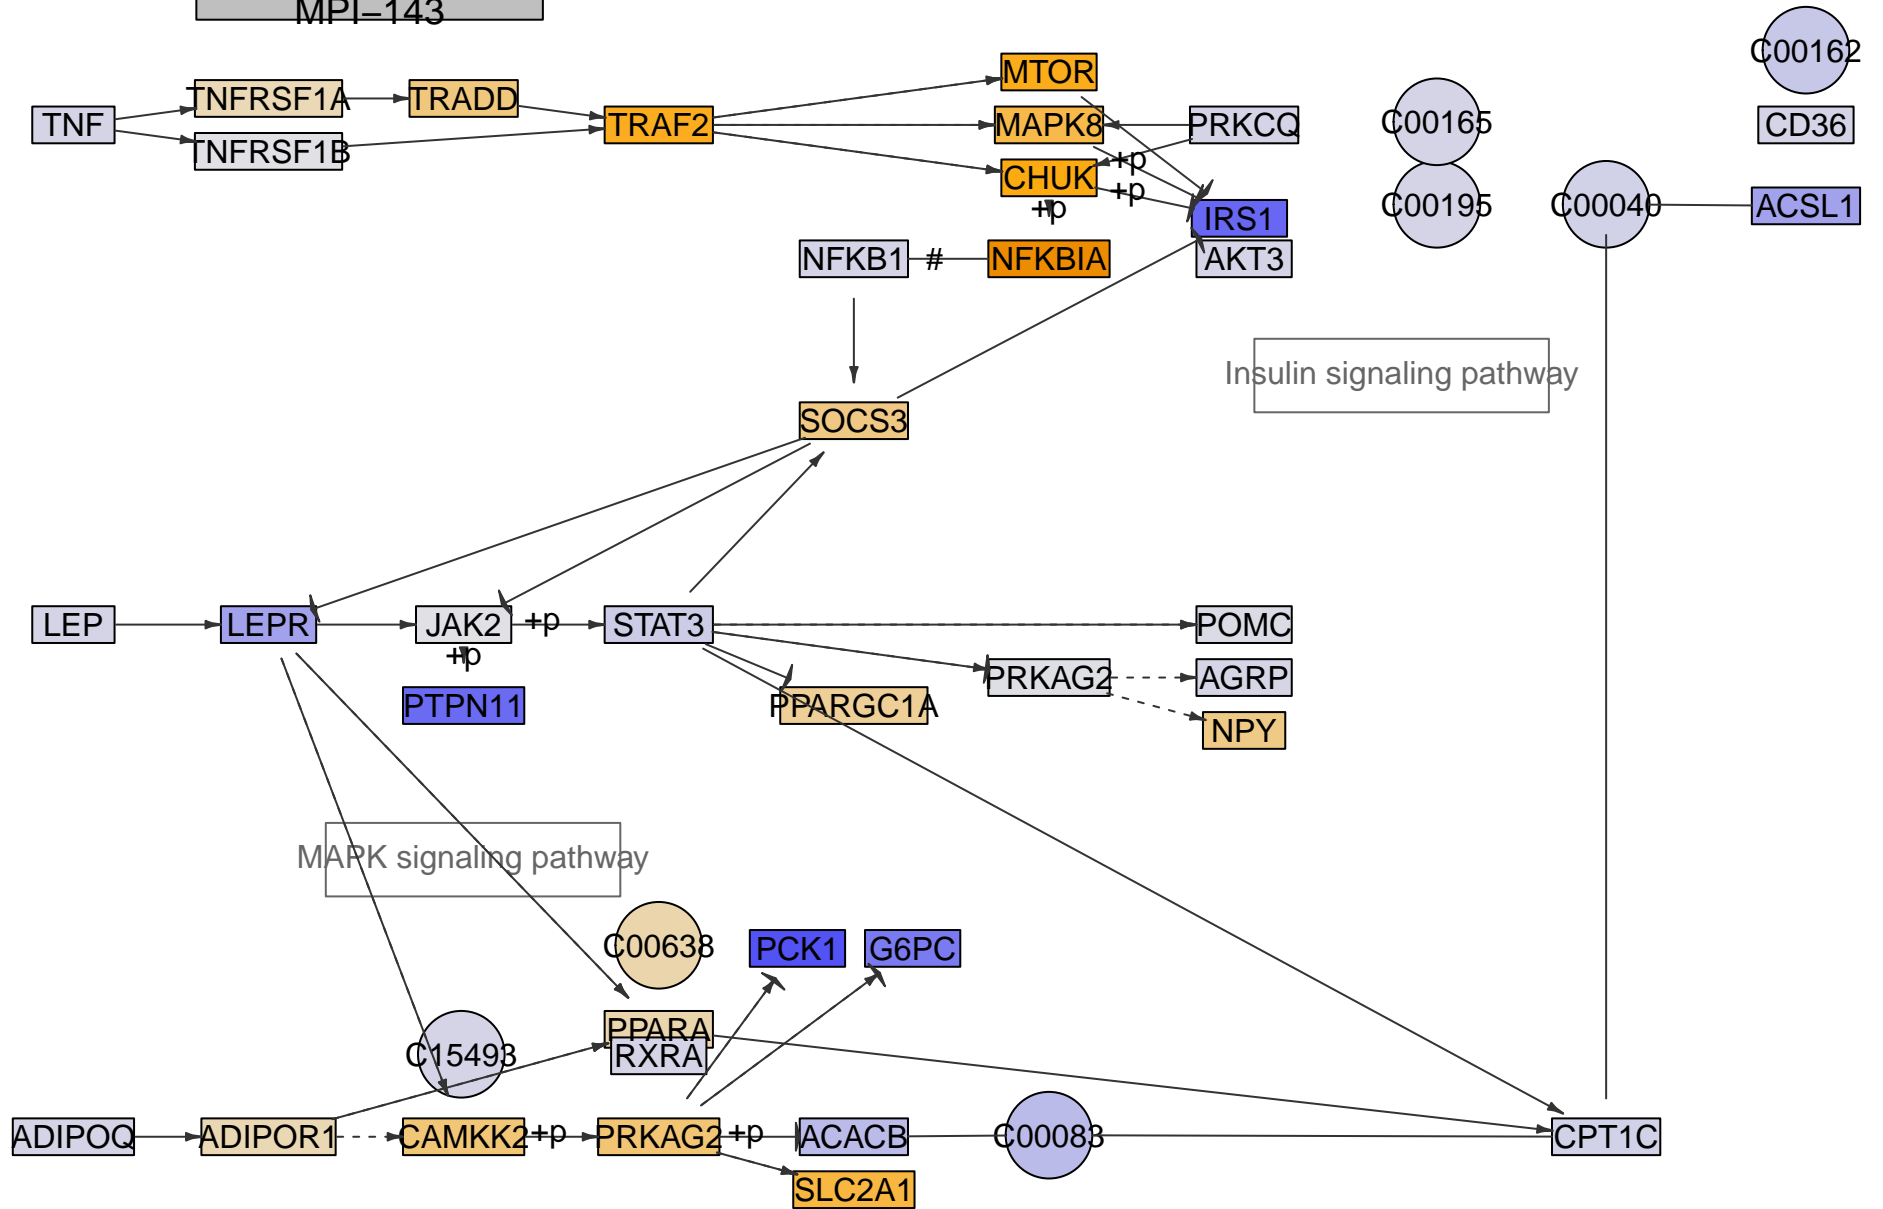 MPI–143
C00162
MTOR
TNFRSF1A
TRADD
TNF
TRAF2
MAPK8
PRKCQ
C00165
CD36
TNFRSF1B
+p
CHUK
+p
+p
C00195
C00040
ACSL1
IRS1
NFKB1
#
NFKBIA
AKT3
Insulin signaling pathway
SOCS3
LEP
LEPR
JAK2
+p
STAT3
POMC
+p
PRKAG2
AGRP
PTPN11
PPARGC1A
NPY
MAPK signaling pathway
C00638
PCK1
G6PC
PPARA
C15493
RXRA
ADIPOQ
ADIPOR1
CAMKK2
+p
PRKAG2
+p
ACACB
C00083
CPT1C
SLC2A1